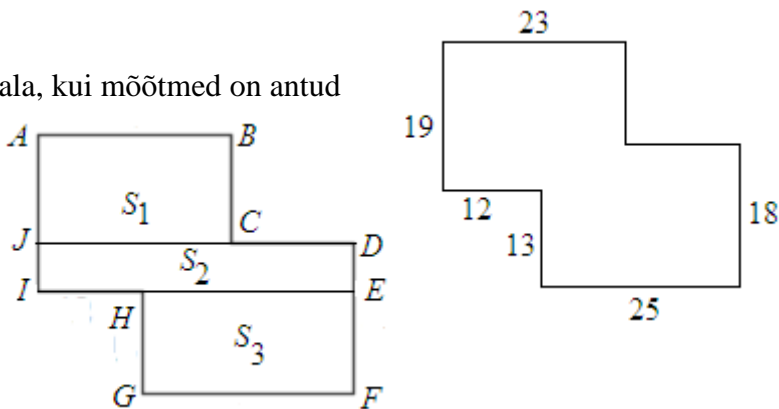 ala, kui mõõtmed on antud
A B
S1
C
J D
S2
I E
H
S3
G F
23
19
12
18
13
25